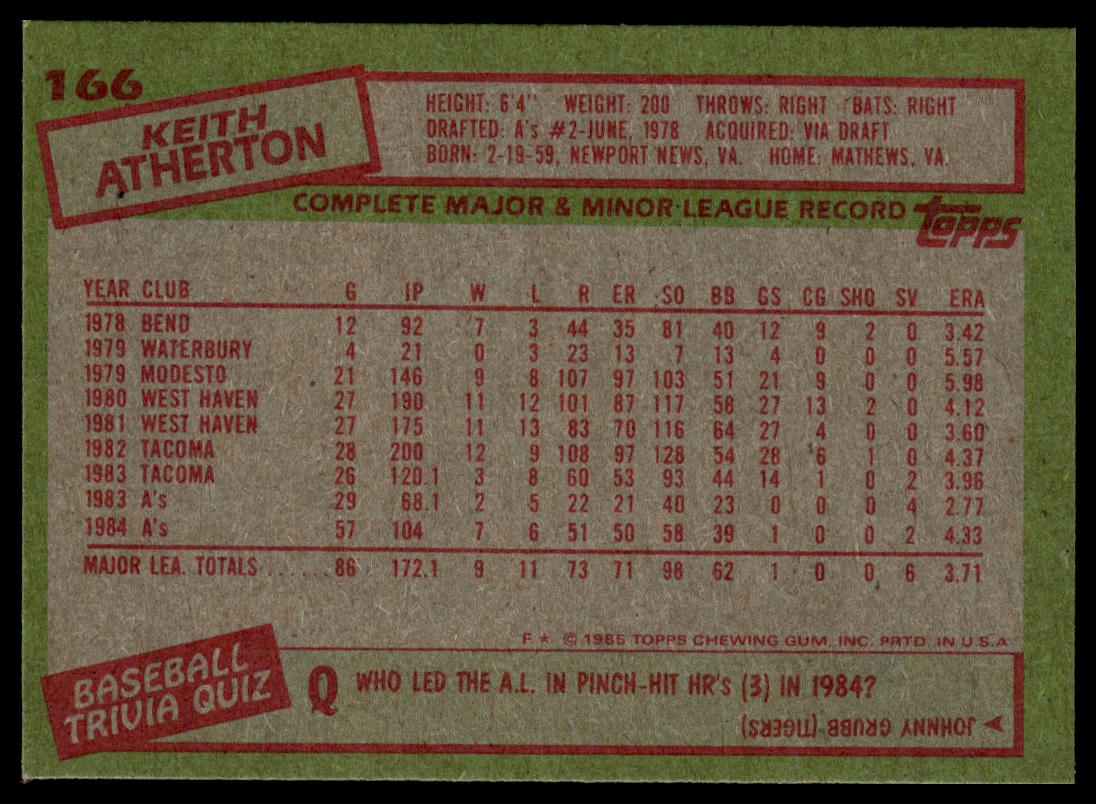 166
KEITH
ATHERTON
HEIGHT: 6'4" WEIGHT: 200 THROWS: RIGHT BATS: RIGHT
DRAFTED: A's #2-JUNE, 1978 ACQUIRED: VIA DRAFT
BORN: 2-19-59, NEWPORT NEWS, VA. HOME: MATHEWS, VA.
COMPLETE MAJOR & MINOR LEAGUE RECORD
topps
YEAR CLUB G IP W L R ER SO BB GS CG SHO SV ERA
1978 BEND 12 92 7 3 44 35 81 40 12 9 2 0 3.42
1979 WATERBURY 4 21 0 3 23 13 7 13 4 0 0 0 5.57
1979 MODESTO 21 146 9 8 107 97 103 51 21 9 0 0 5.98
1980 WEST HAVEN 27 190 11 12 101 87 117 58 27 13 2 0 4.12
1981 WEST HAVEN 27 175 11 13 83 70 116 64 27 4 0 0 3.60
1982 TACOMA 28 200 12 9 108 97 128 54 28 6 1 0 4.37
1983 TACOMA 26 120.1 3 8 60 53 93 44 14 1 0 2 3.96
1983 A's 29 68.1 2 5 22 21 40 23 0 0 0 4 2.77
1984 A's 57 104 7 6 51 50 58 39 1 0 0 2 4.33
MAJOR LEA. TOTALS ...... 86 172.1 9 11 73 71 98 62 1 0 0 6 3.71
F * © 1985 TOPPS CHEWING GUM, INC. PRTD. IN U.S.A
BASEBALL
TRIVIA QUIZ
Q WHO LED THE A.L. IN PINCH-HIT HR's (3) IN 1984?
JOHNNY GRUBB (TIGERS)